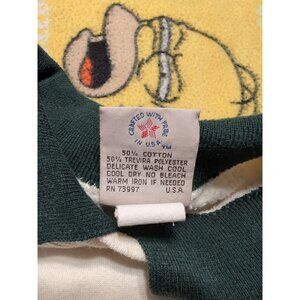 CRAFTED WITH PRIDE
IN U.S.A.
50% COTTON
50% TREVIRA POLYESTER
DELICATE WASH COOL
COOL DRY NO BLEACH
WARM IRON IF NEEDED
RN 73997 U.S.A.